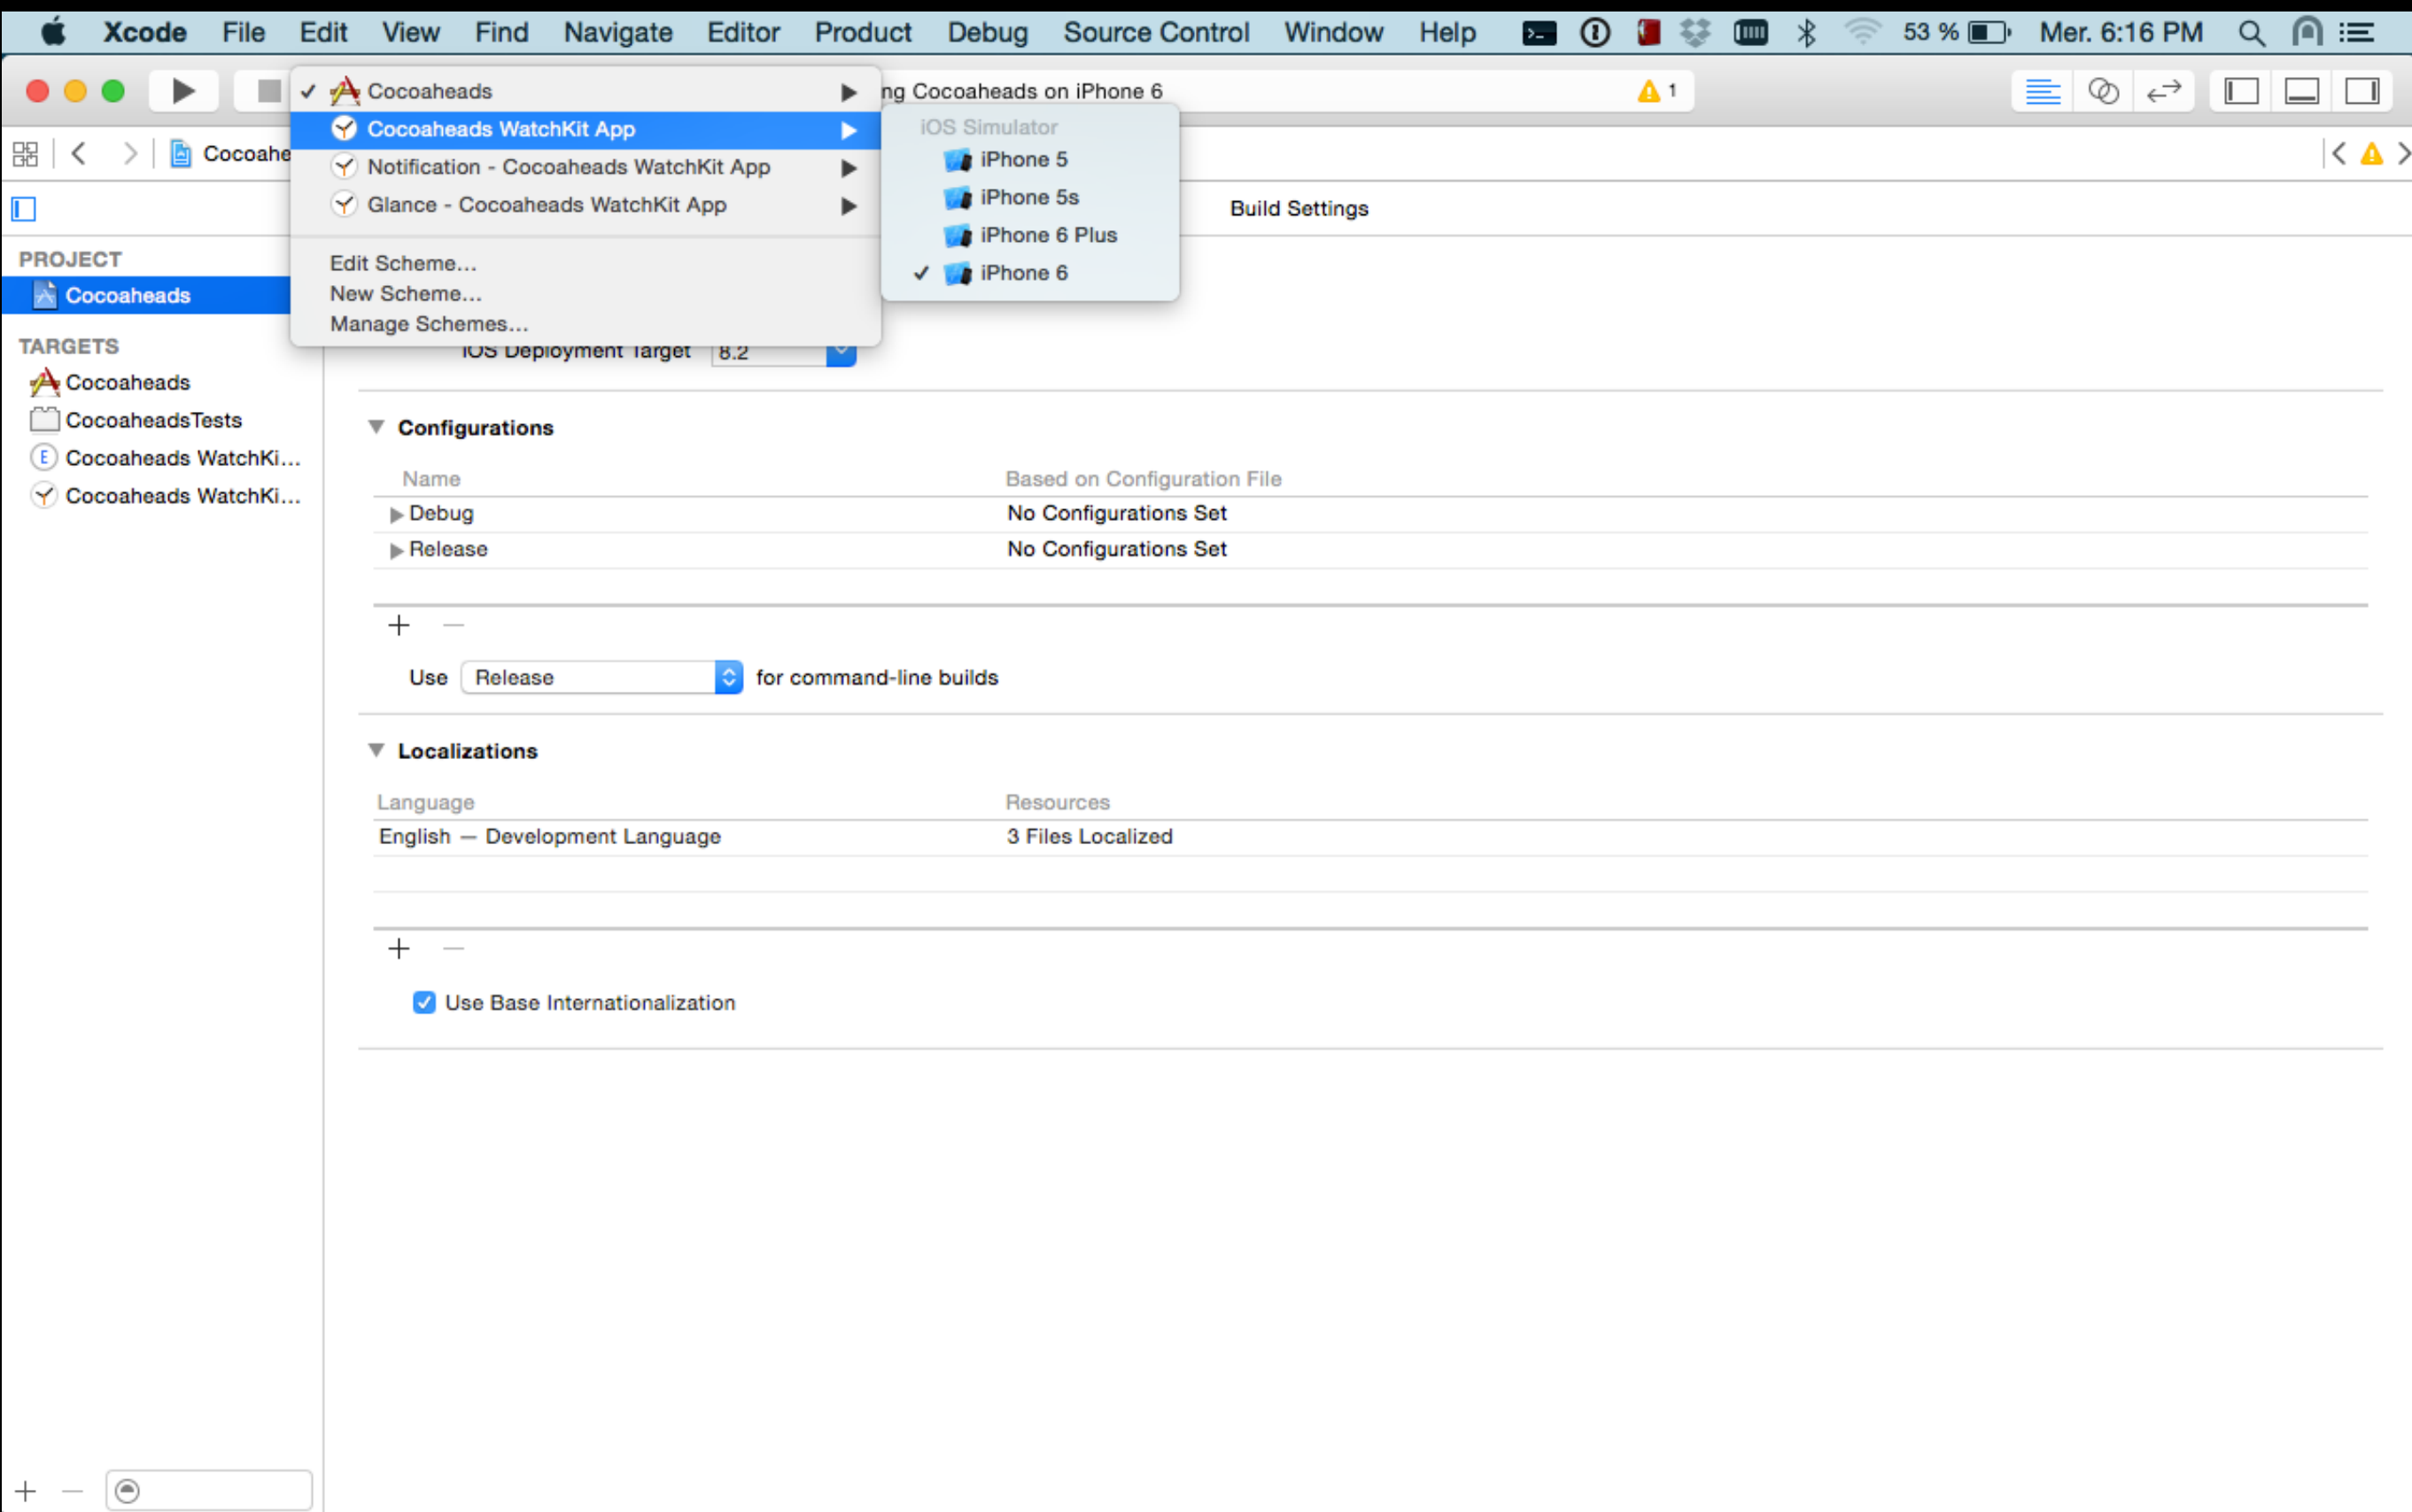 Xcode File Edit View Find Navigate Editor Product Debug Source Control Window Help 53 % Mer. 6:16 PM
Cocoaheads
ng Cocoaheads on iPhone 6
1
Cocoaheads WatchKit App
Notification - Cocoaheads WatchKit App
Glance - Cocoaheads WatchKit App
Edit Scheme...
New Scheme...
Manage Schemes...
iOS Simulator
iPhone 5
iPhone 5s
iPhone 6 Plus
iPhone 6
Cocoahe
Build Settings
PROJECT
Cocoaheads
TARGETS
Cocoaheads
CocoaheadsTests
E Cocoaheads WatchKi...
Cocoaheads WatchKi...
iOS Deployment Target 8.2
Configurations
Name Based on Configuration File
Debug No Configurations Set
Release No Configurations Set
Use Release for command-line builds
Localizations
Language Resources
English — Development Language 3 Files Localized
Use Base Internationalization